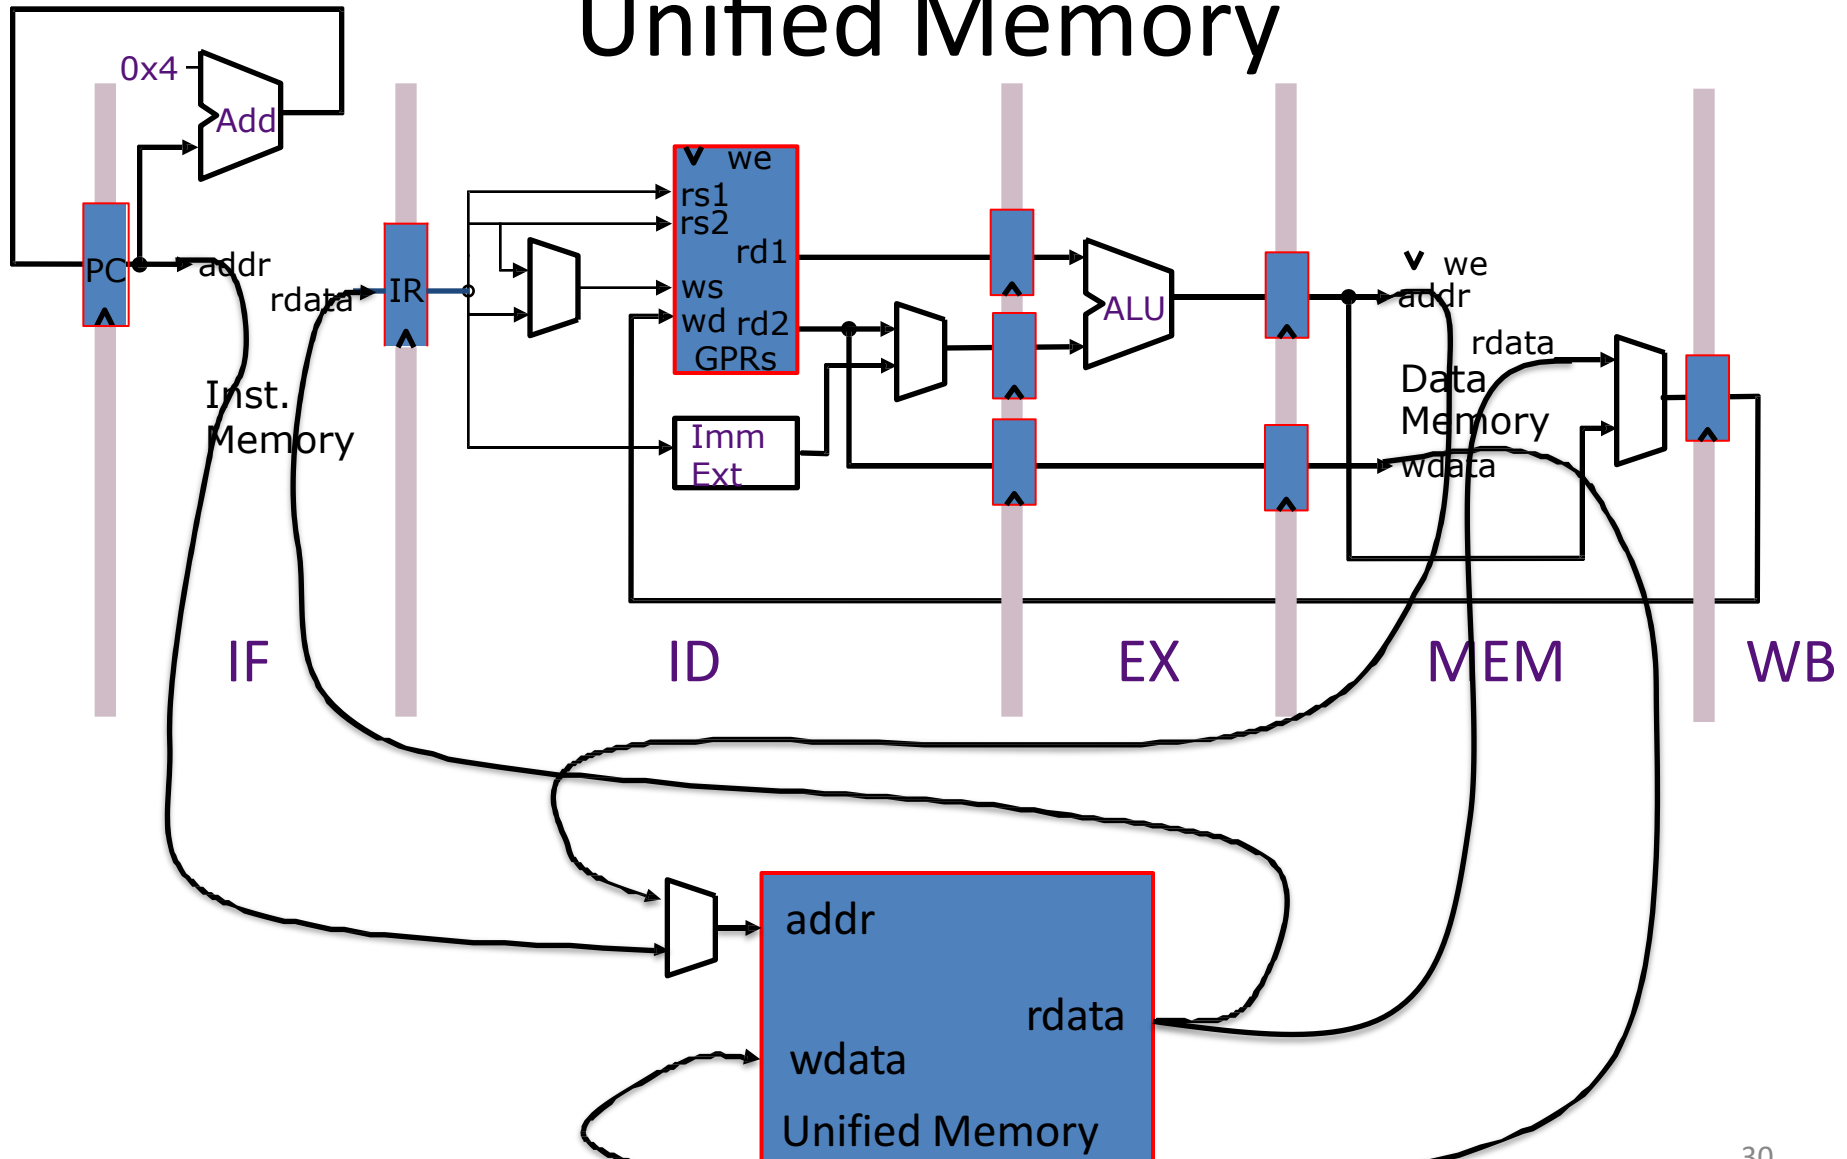 Unified Memory
0x4
Add
PC
addr
rdata
IR
Inst.
Memory
we
rs1
rs2
rd1
ws
wd
rd2
GPRs
Imm
Ext
ALU
we
addr
rdata
Data
Memory
wdata
IF
ID
EX
MEM
WB
addr
rdata
wdata
Unified Memory
30